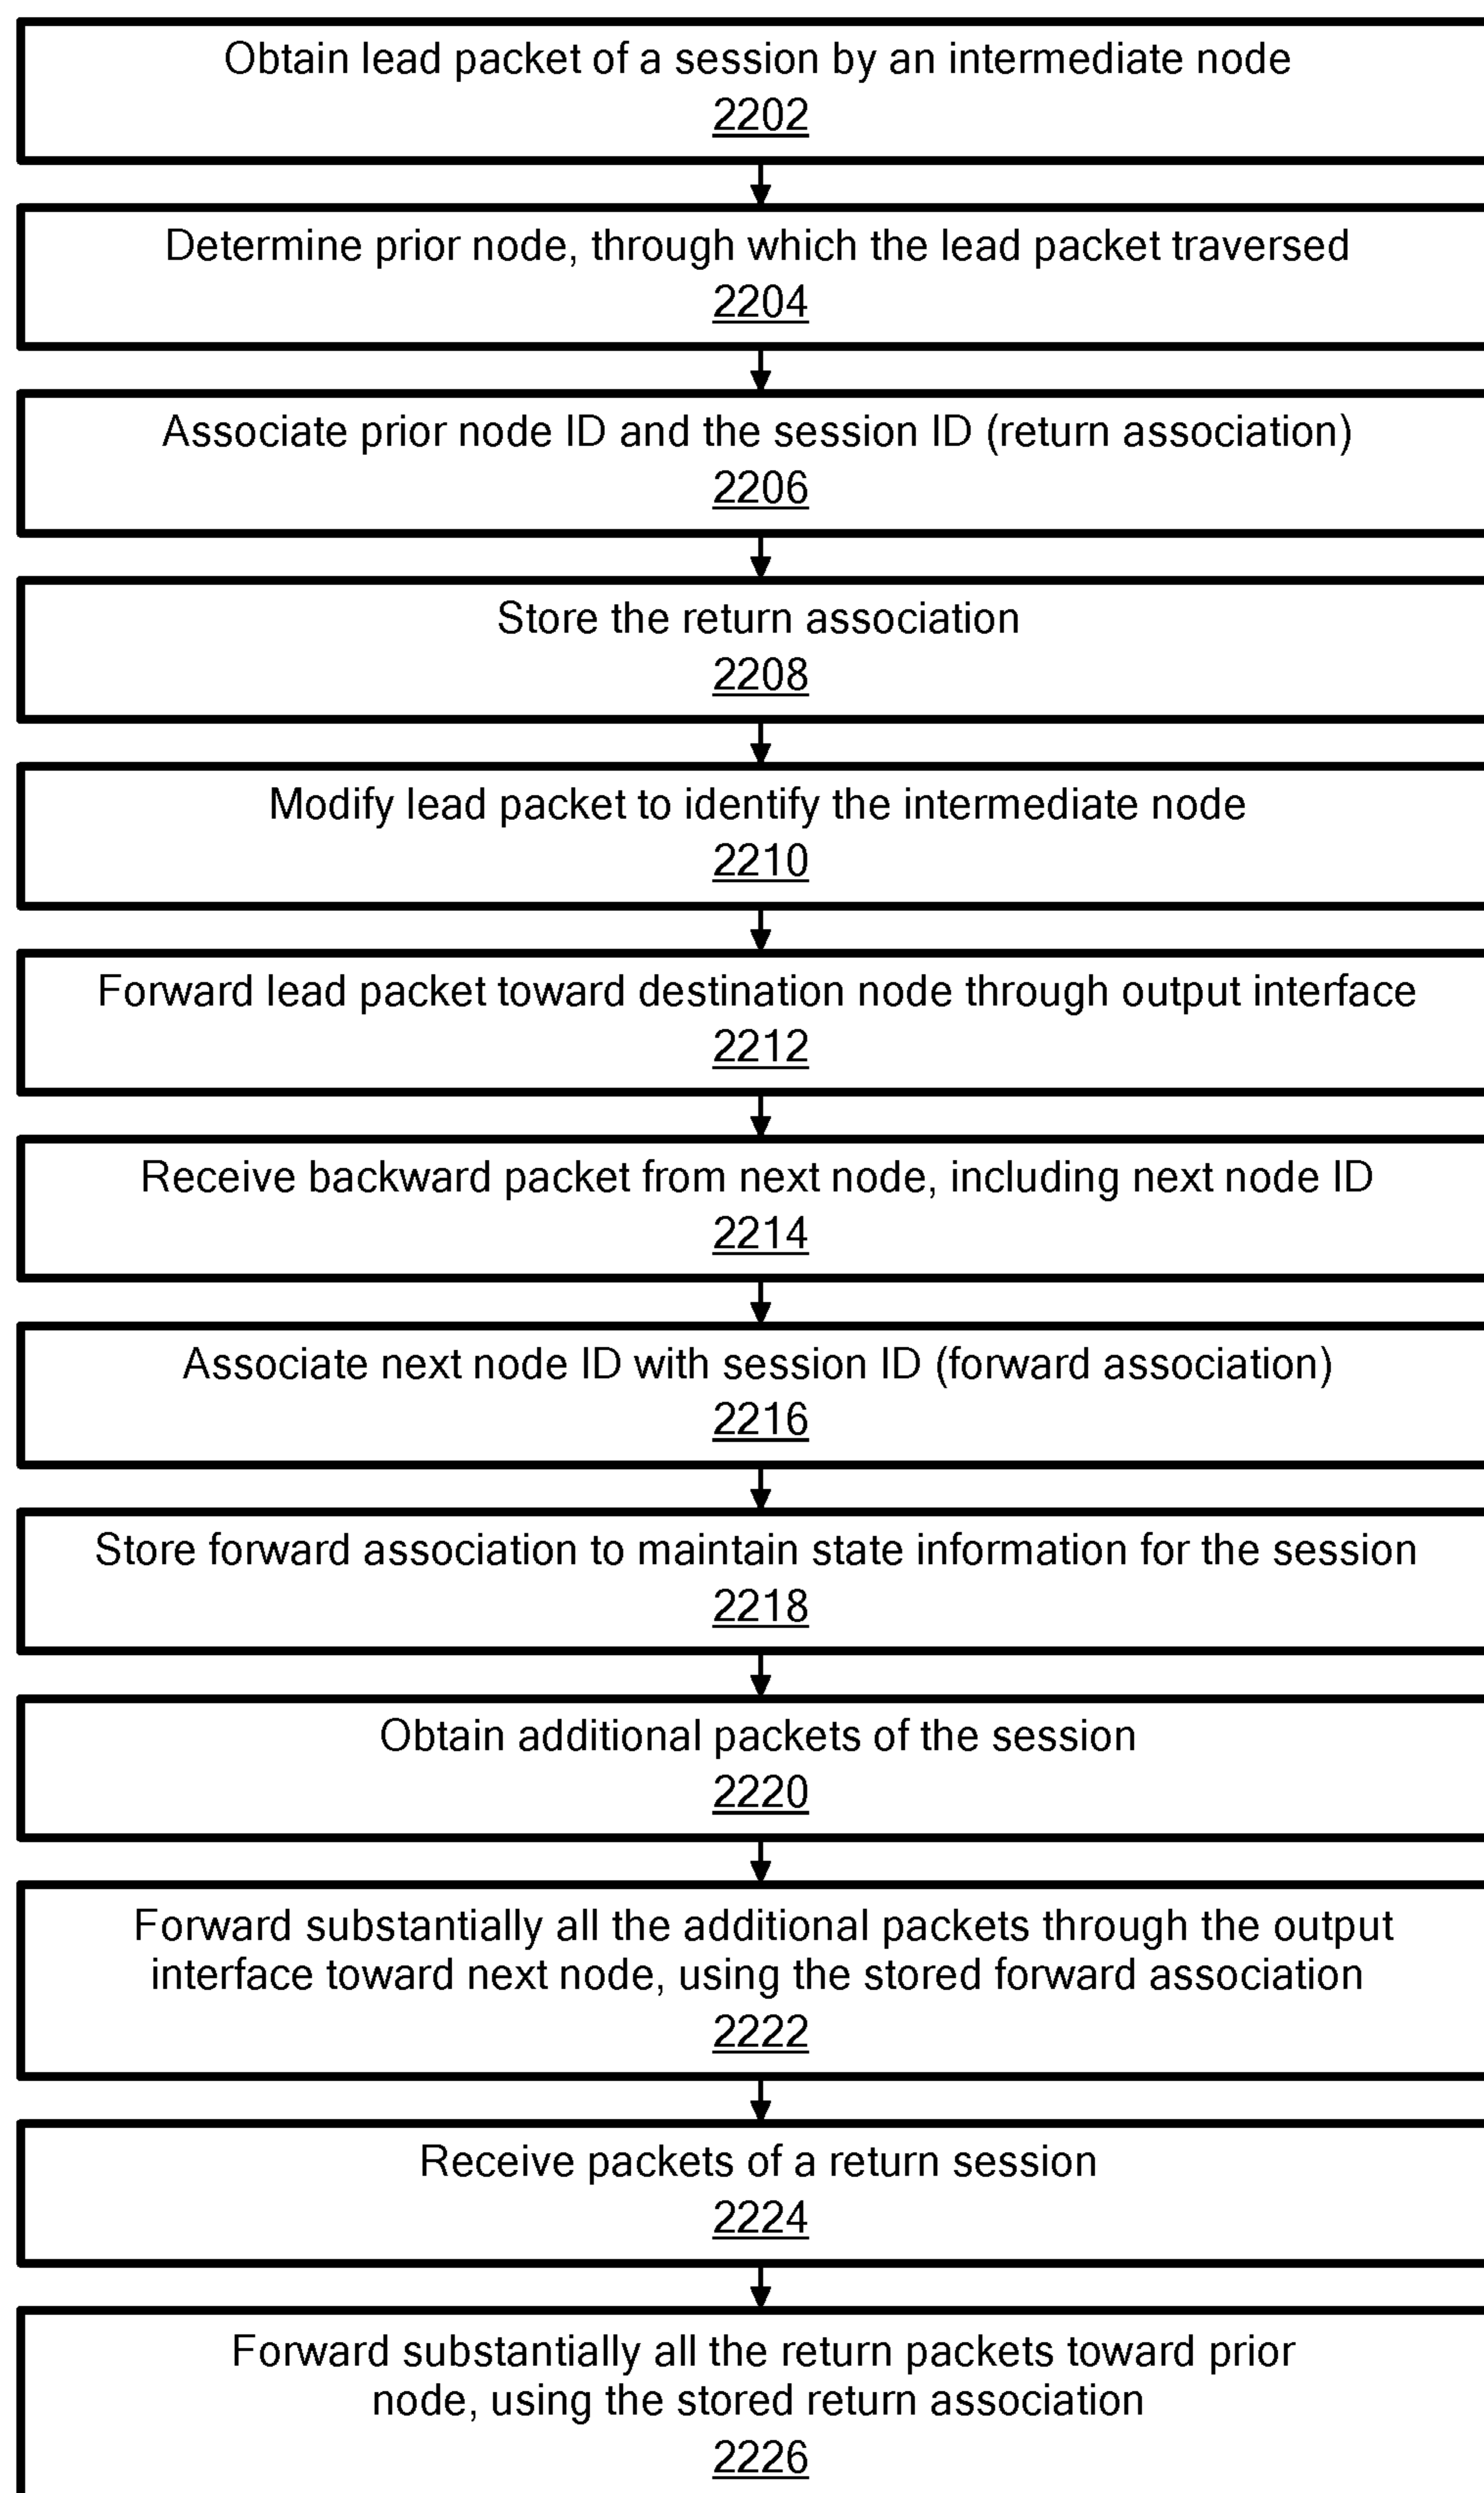 Obtain lead packet of a session by an intermediate node
2202
Determine prior node, through which the lead packet traversed
2204
Associate prior node ID and the session ID (return association)
2206
Store the return association
2208
Modify lead packet to identify the intermediate node
2210
Forward lead packet toward destination node through output interface
2212
Receive backward packet from next node, including next node ID
2214
Associate next node ID with session ID (forward association)
2216
Store forward association to maintain state information for the session
2218
Obtain additional packets of the session
2220
Forward substantially all the additional packets through the output
interface toward next node, using the stored forward association
2222
Receive packets of a return session
2224
Forward substantially all the return packets toward prior
node, using the stored return association
2226